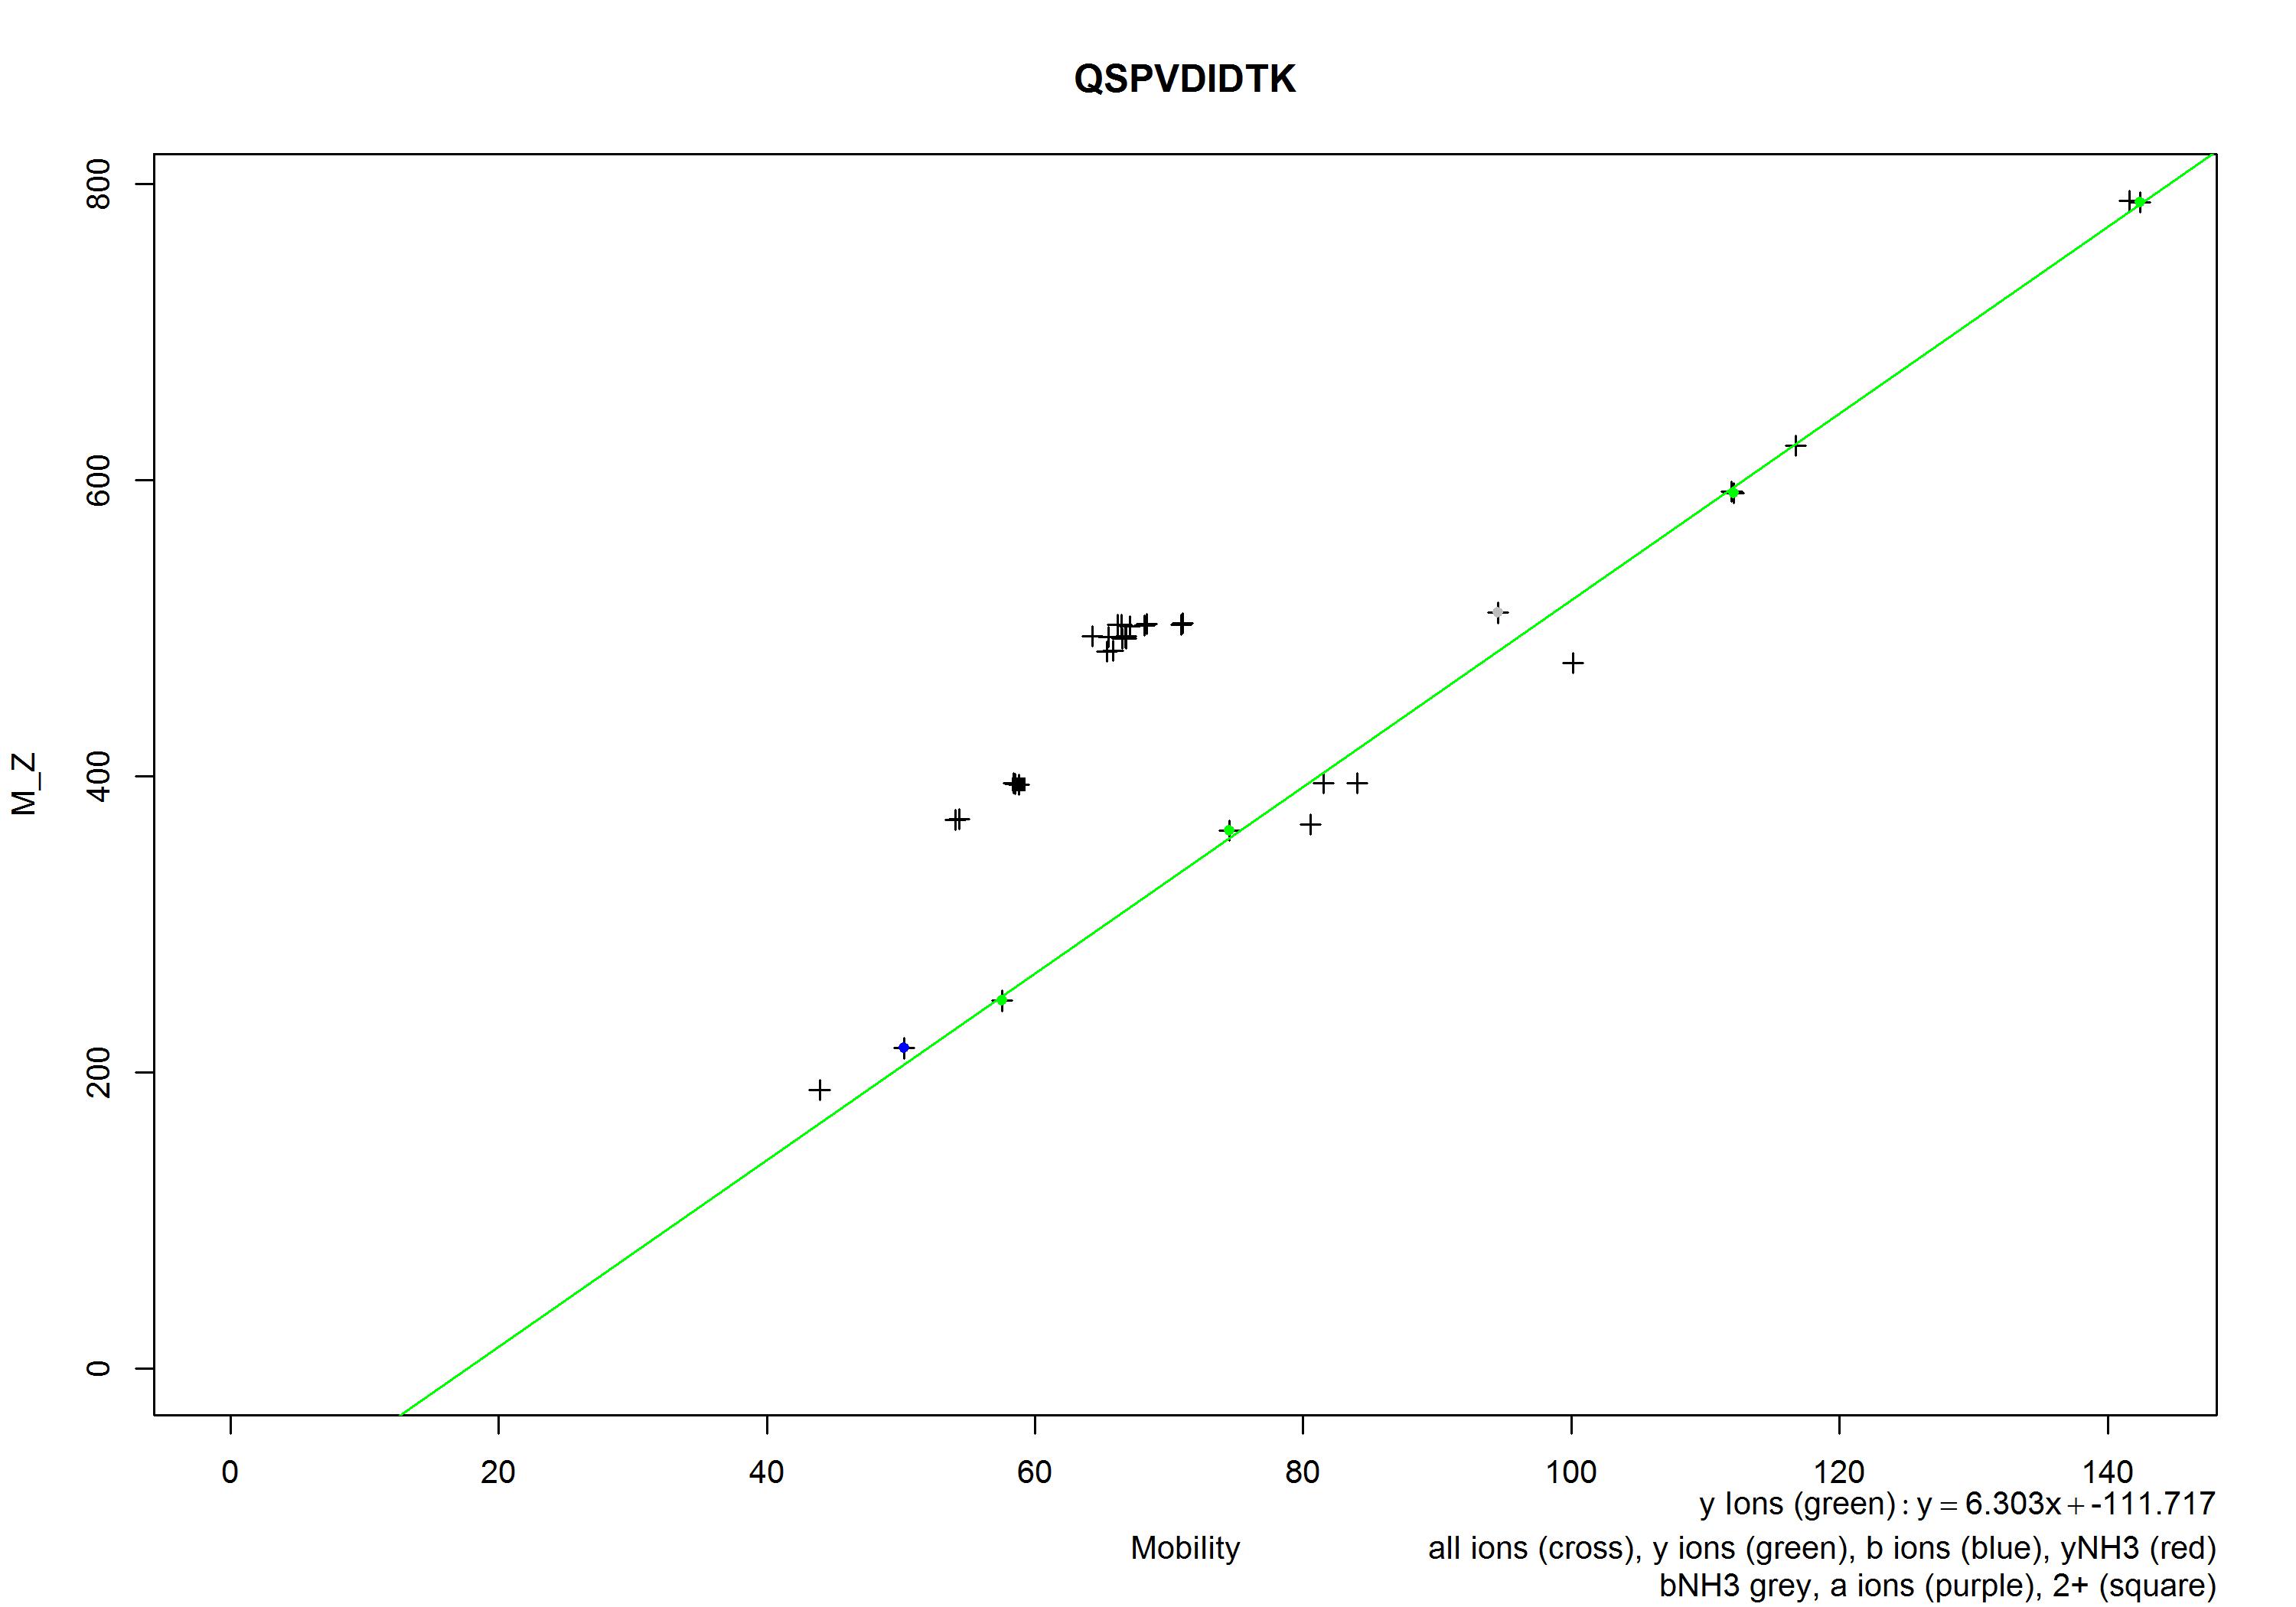 QSPVDIDTK
800
600
400
200
0
M_Z
0 20 40 60 80 100 120 140
y Ions (green) : y = 6.303x + -111.717
Mobility
all ions (cross), y ions (green), b ions (blue), yNH3 (red)
bNH3 grey, a ions (purple), 2+ (square)